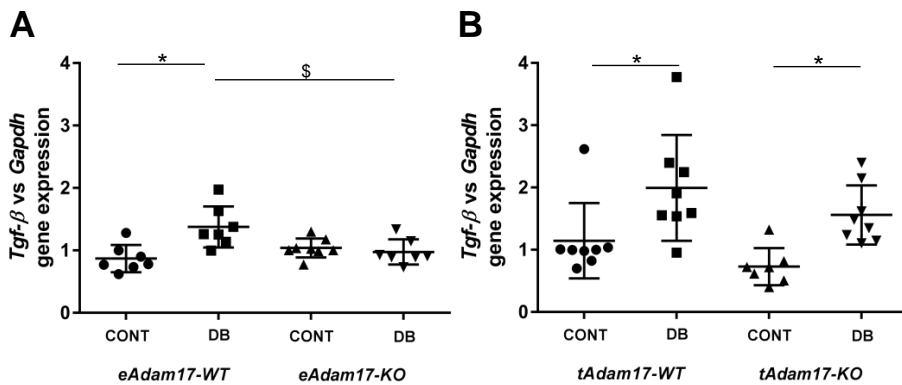 A
Tgf-β vs Gapdh
gene expression
4
3
2
1
0
*
$
CONT
DB
CONT
DB
eAdam17-WT
eAdam17-KO
B
Tgf-β vs Gapdh
gene expression
4
3
2
1
0
*
*
CONT
DB
CONT
DB
tAdam17-WT
tAdam17-KO